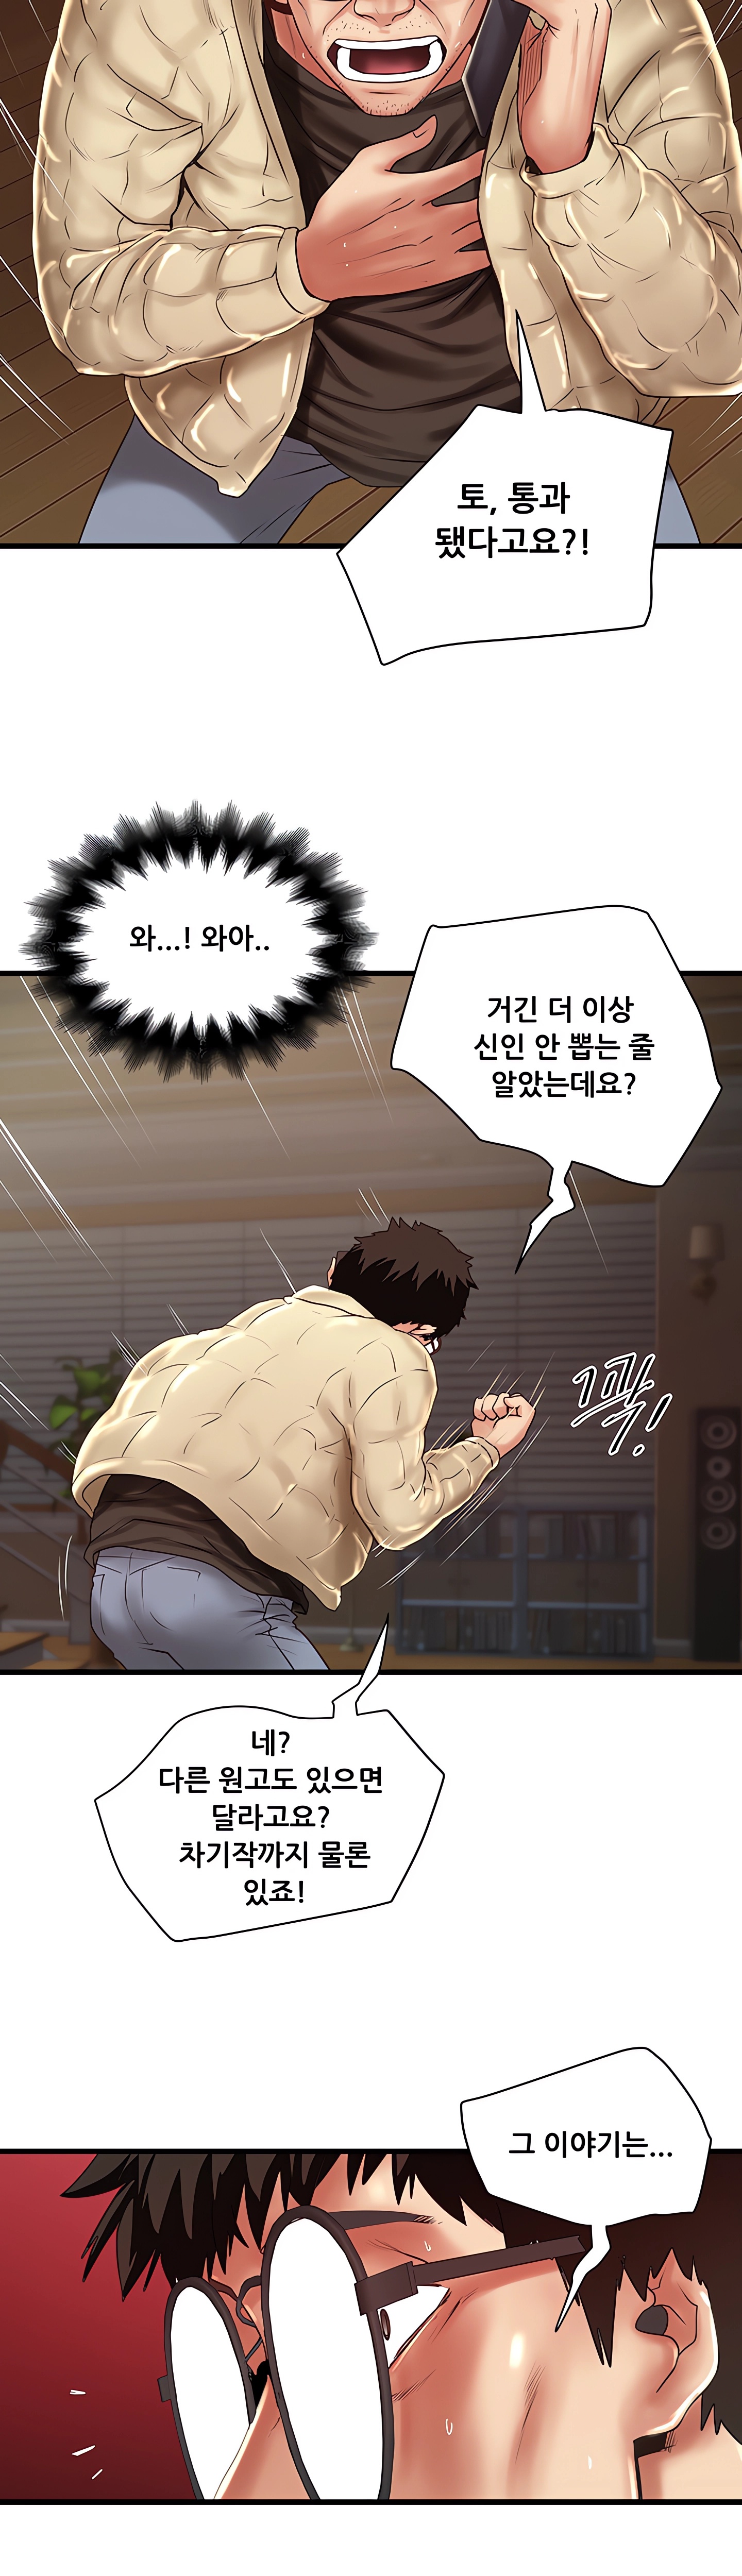 토, 통과
됐다고요?!
와...! 와아..
거긴 더 이상
신인 안 뽑는 줄
알았는데요?
꽈악!
네?
다른 원고도 있으면
달라고요?
차기작까지 물론
있죠!
그 이야기는...